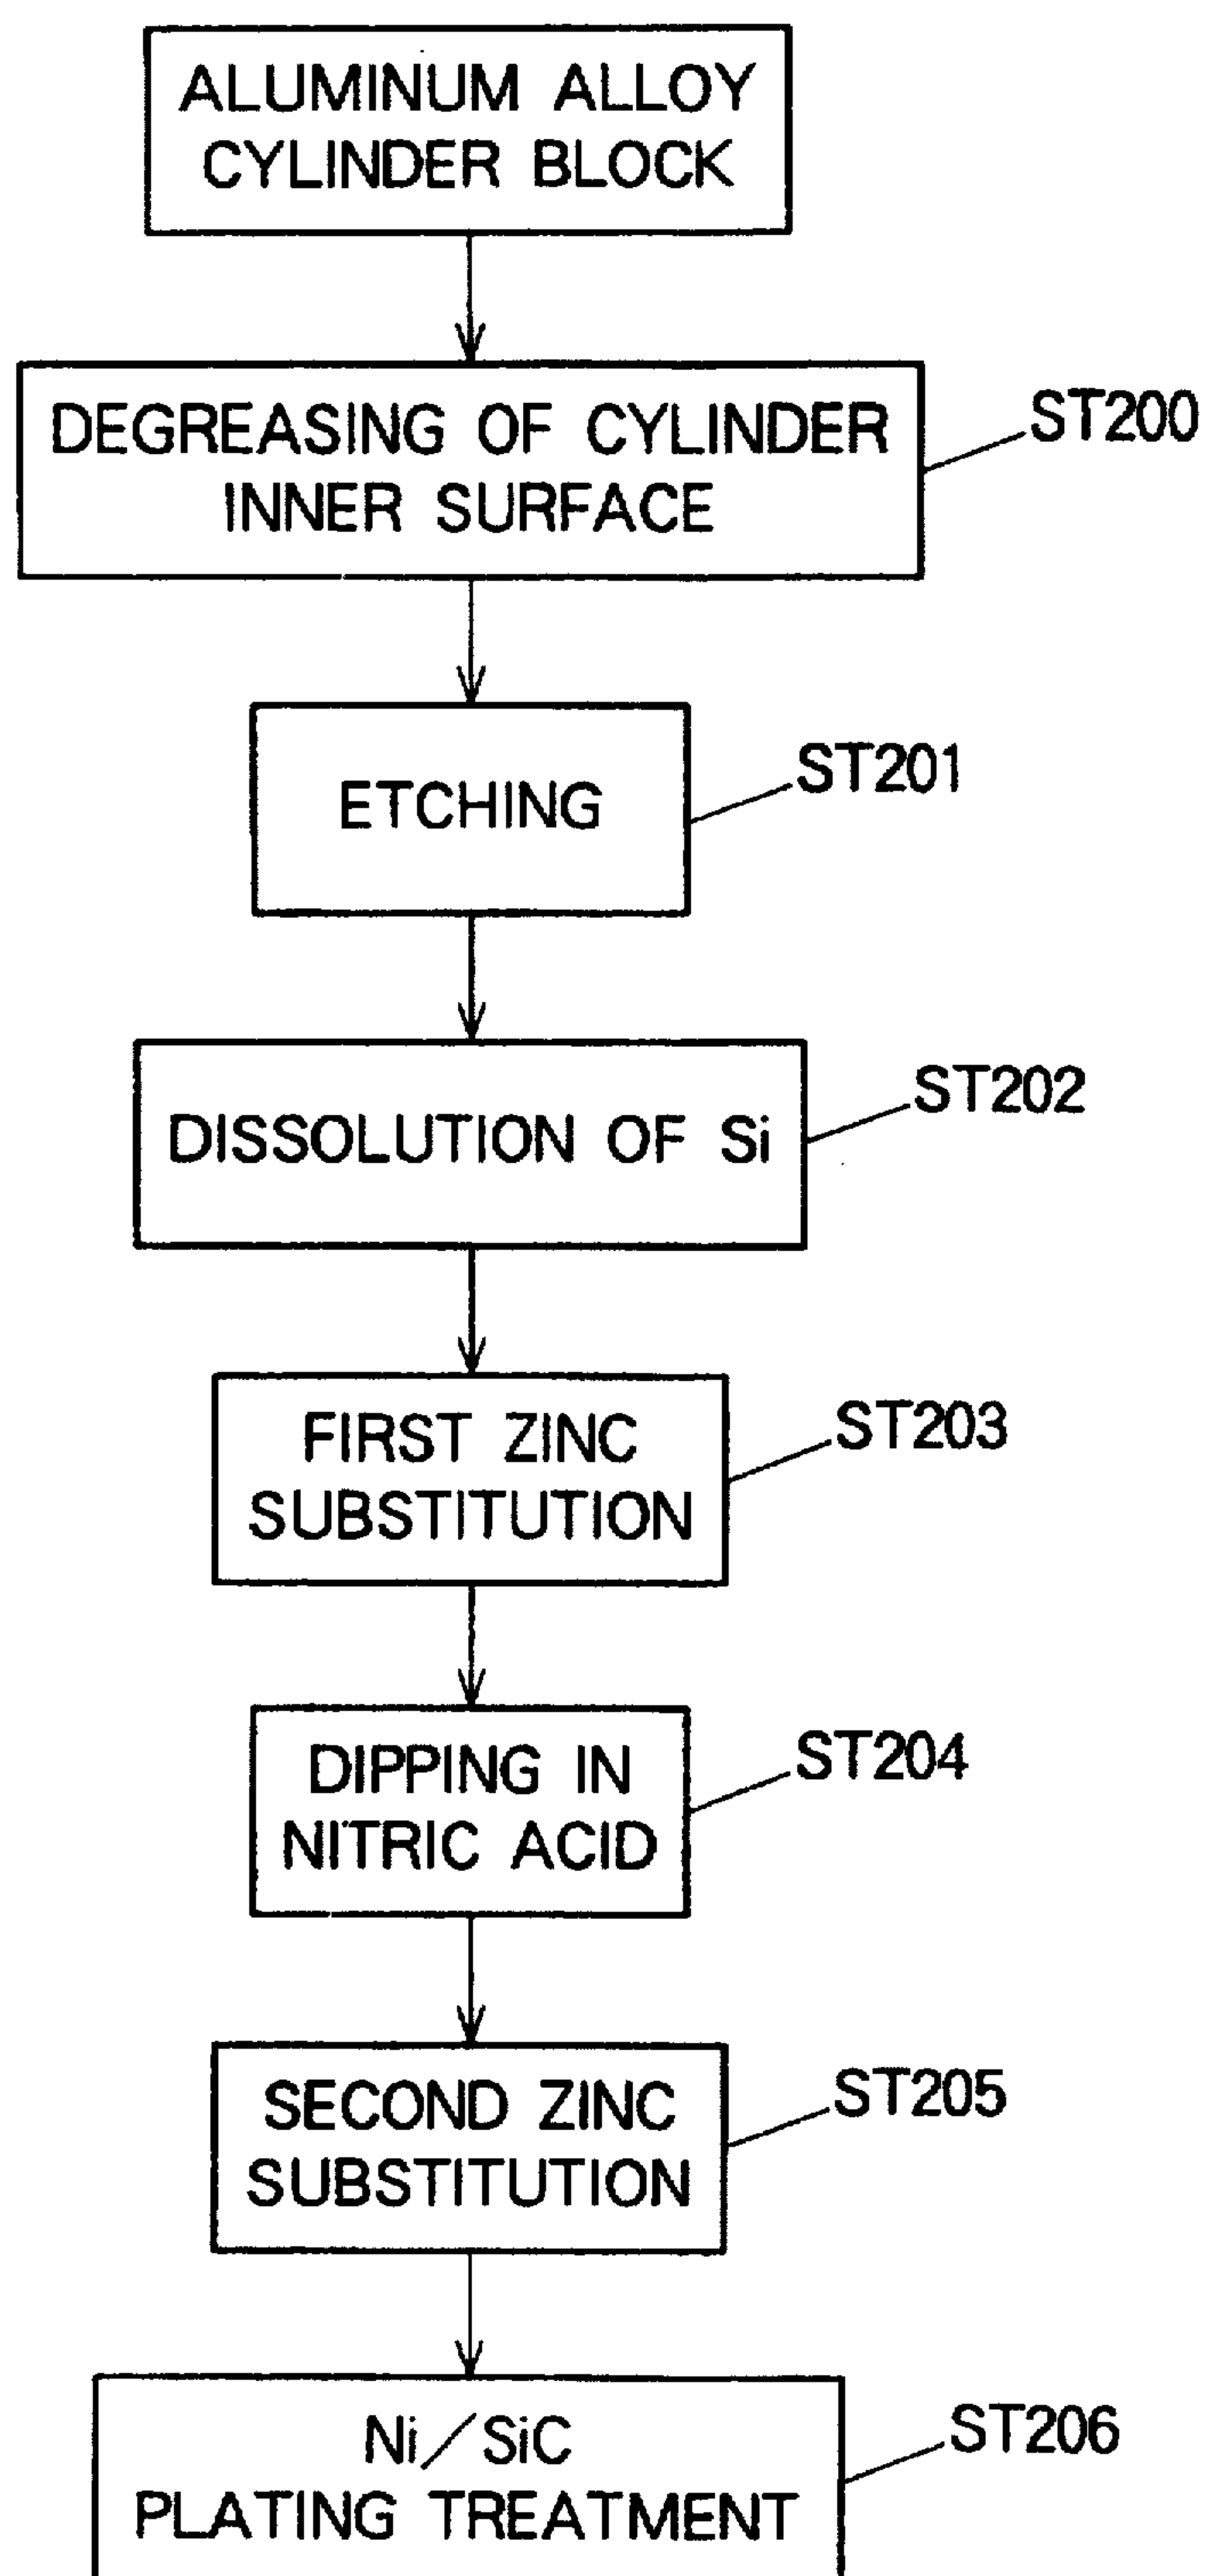 ALUMINUM ALLOY
CYLINDER BLOCK
DEGREASING OF CYLINDER
INNER SURFACE
ST200
ETCHING
ST201
DISSOLUTION OF Si
ST202
FIRST ZINC
SUBSTITUTION
ST203
DIPPING IN
NITRIC ACID
ST204
SECOND ZINC
SUBSTITUTION
ST205
Ni/SiC
PLATING TREATMENT
ST206